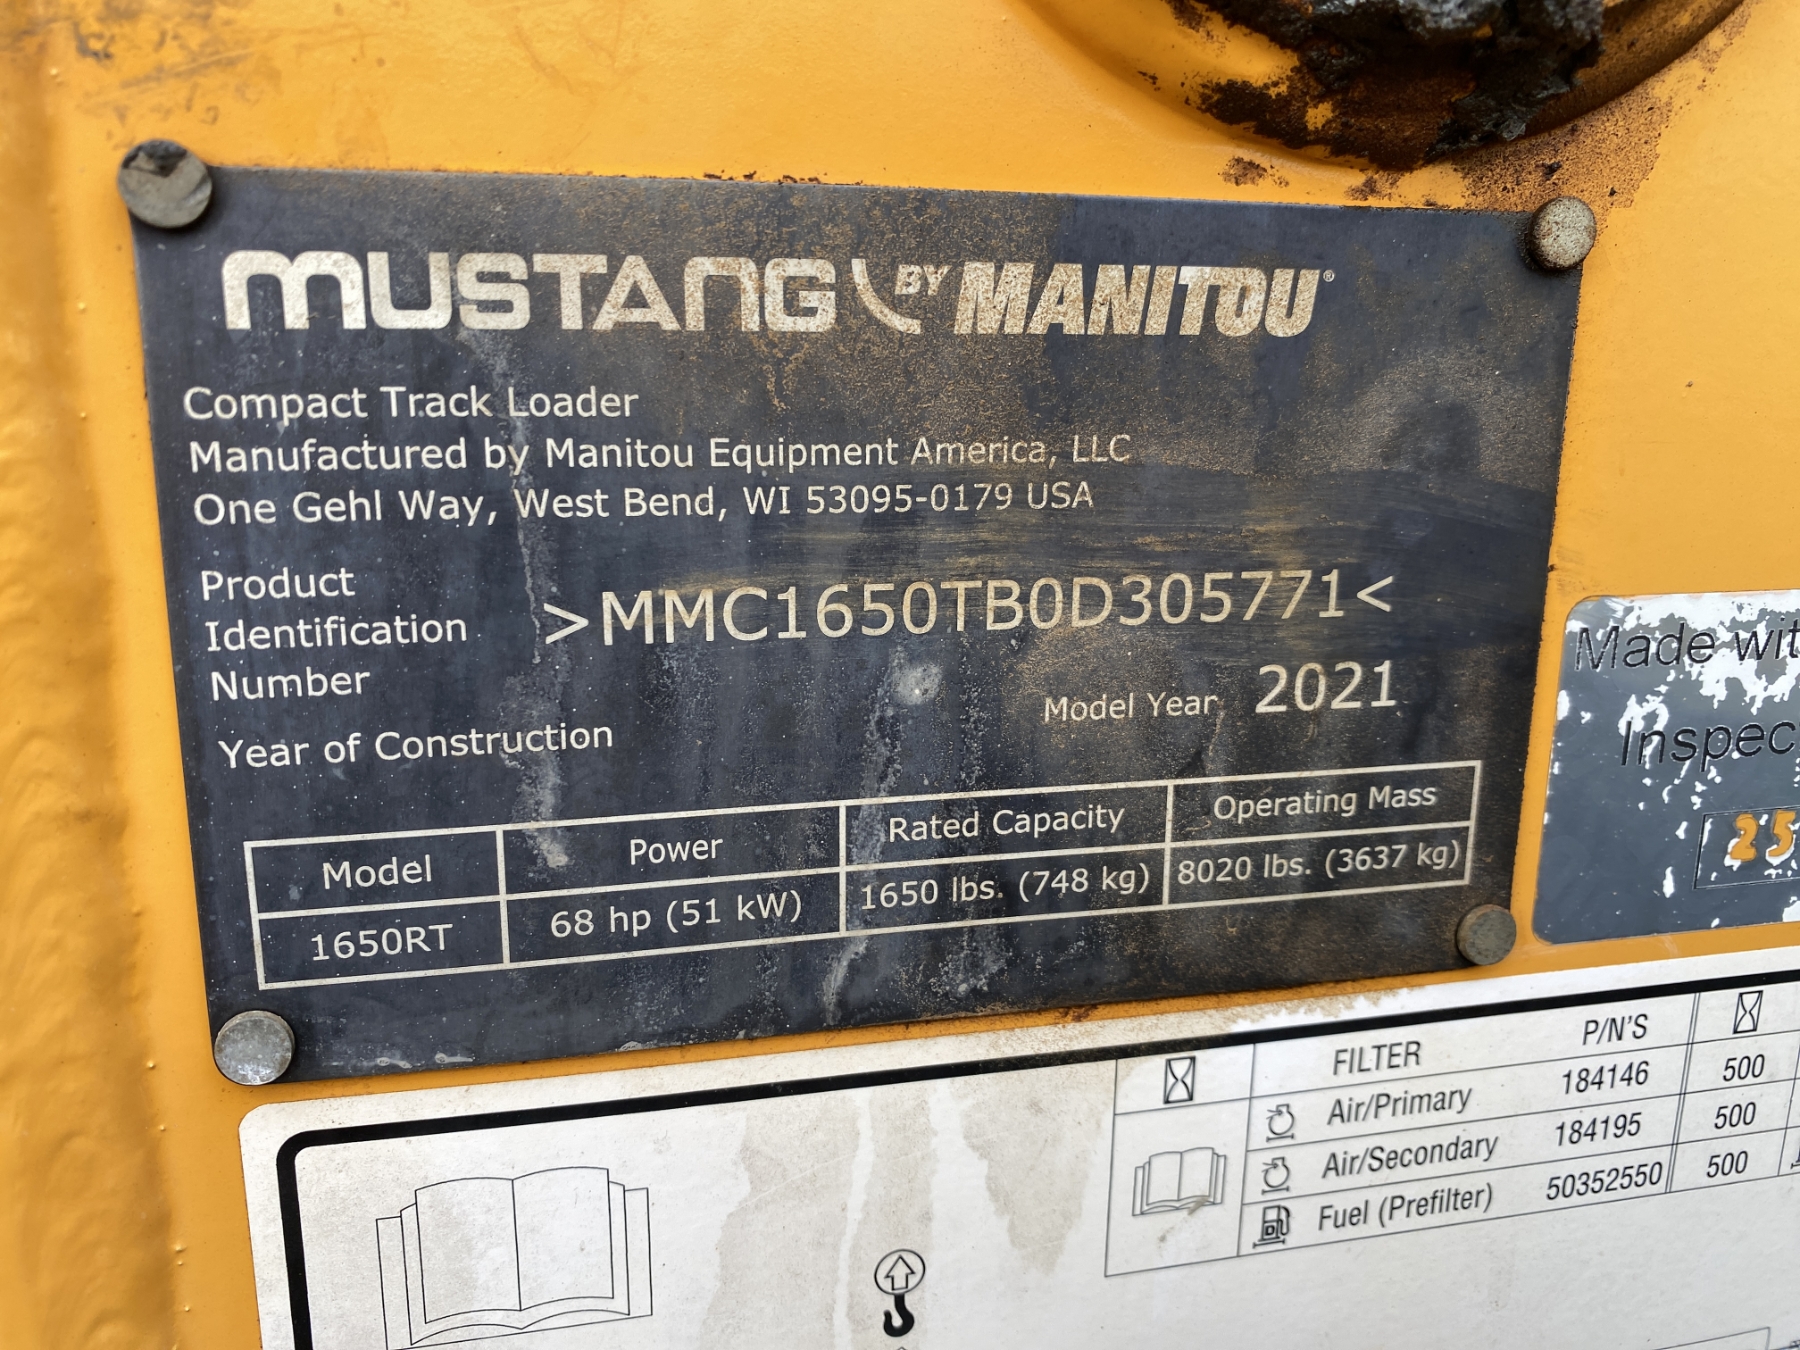 MUSTANG BY MANITOU®
Compact Track Loader
Manufactured by Manitou Equipment America, LLC
One Gehl Way, West Bend, WI 53095-0179 USA
Product
Identification >MMC1650TB0D305771<
Number
Model Year 2021
Year of Construction
Model Power Rated Capacity Operating Mass
1650RT 68 hp (51 kW) 1650 lbs. (748 kg) 8020 lbs. (3637 kg)
Made wit
Inspec
25
FILTER P/N'S
Air/Primary 184146 500
Air/Secondary 184195 500
Fuel (Prefilter) 50352550 500